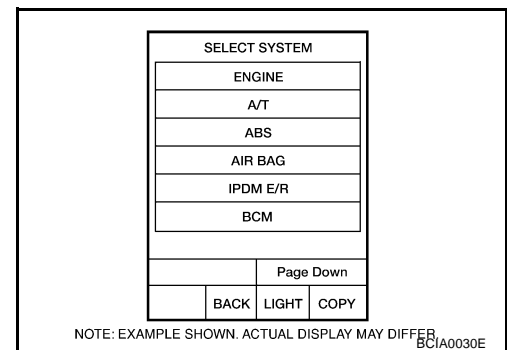 SELECT SYSTEM
ENGINE
A/T
ABS
AIR BAG
IPDM E/R
BCM
Page Down
BACK LIGHT COPY
NOTE: EXAMPLE SHOWN. ACTUAL DISPLAY MAY DIFFER.
BCIA0030E